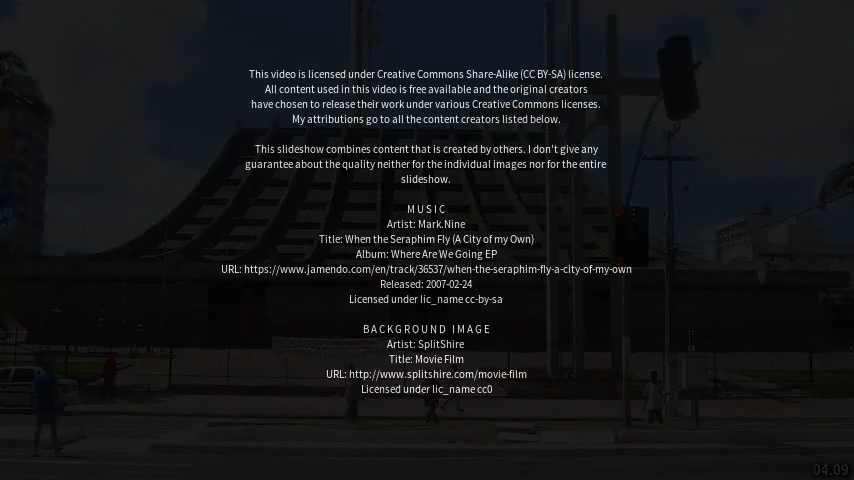 This video is licensed under Creative Commons Share-Alike (CC BY-SA) license.
All content used in this video is free available and the original creators
have chosen to release their work under various Creative Commons licenses.
My attributions go to all the content creators listed below.
This slideshow combines content that is created by others. I don't give any
guarantee about the quality neither for the individual images nor for the entire
slideshow.
MUSIC
Artist: Mark.Nine
Title: When the Seraphim Fly (A City of my Own)
Album: Where Are We Going EP
URL: https://www.jamendo.com/en/track/36537/when-the-seraphim-fly-a-city-of-my-own
Released: 2007-02-24
Licensed under lic_name cc-by-sa
BACKGROUND IMAGE
Artist: SplitShire
Title: Movie Film
URL: http://www.splitshire.com/movie-film
Licensed under lic_name cc0
04.09